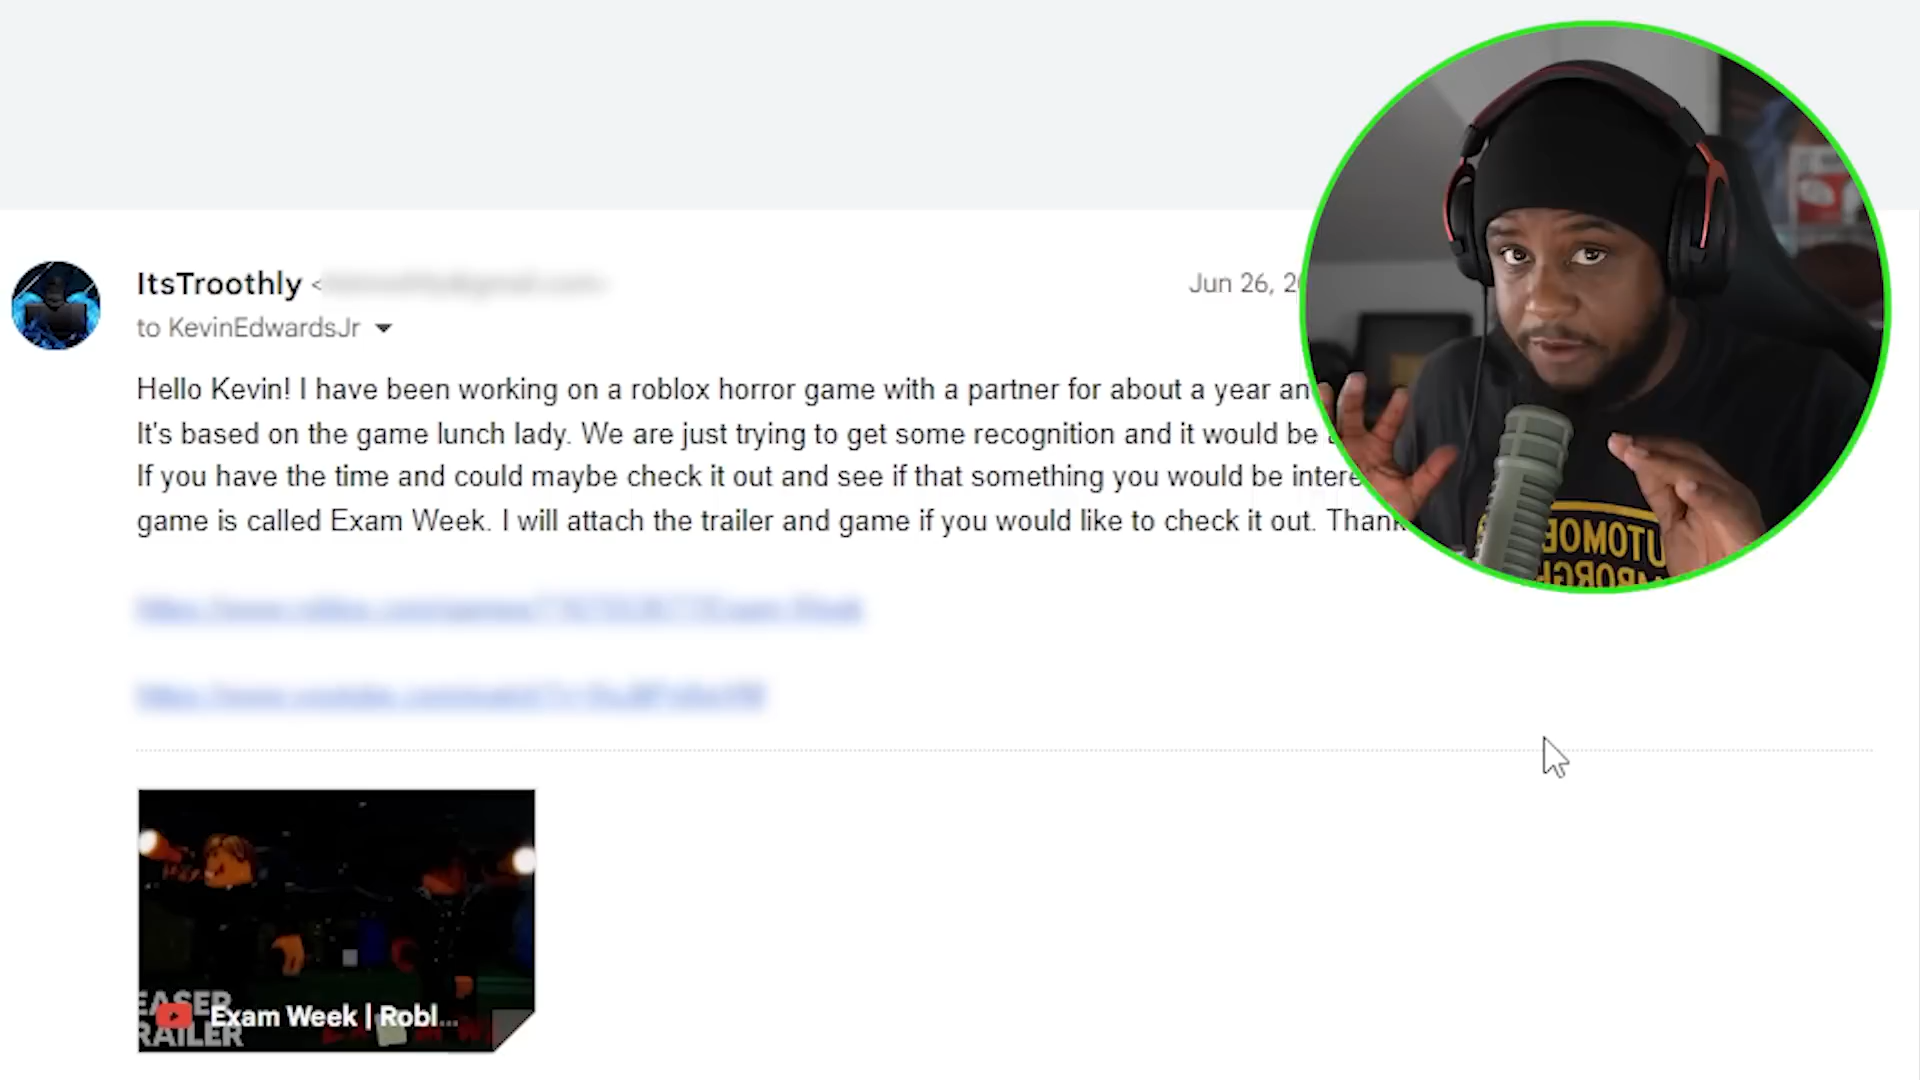 ItsTroothly <
Jun 26, 2
to KevinEdwardsJr
Hello Kevin! I have been working on a roblox horror game with a partner for about a year an
It's based on the game lunch lady. We are just trying to get some recognition and it would be
If you have the time and could maybe check it out and see if that something you would be intere
game is called Exam Week. I will attach the trailer and game if you would like to check it out. Thank
UTOMOB
EASER
Exam Week | Robl...
RAILER